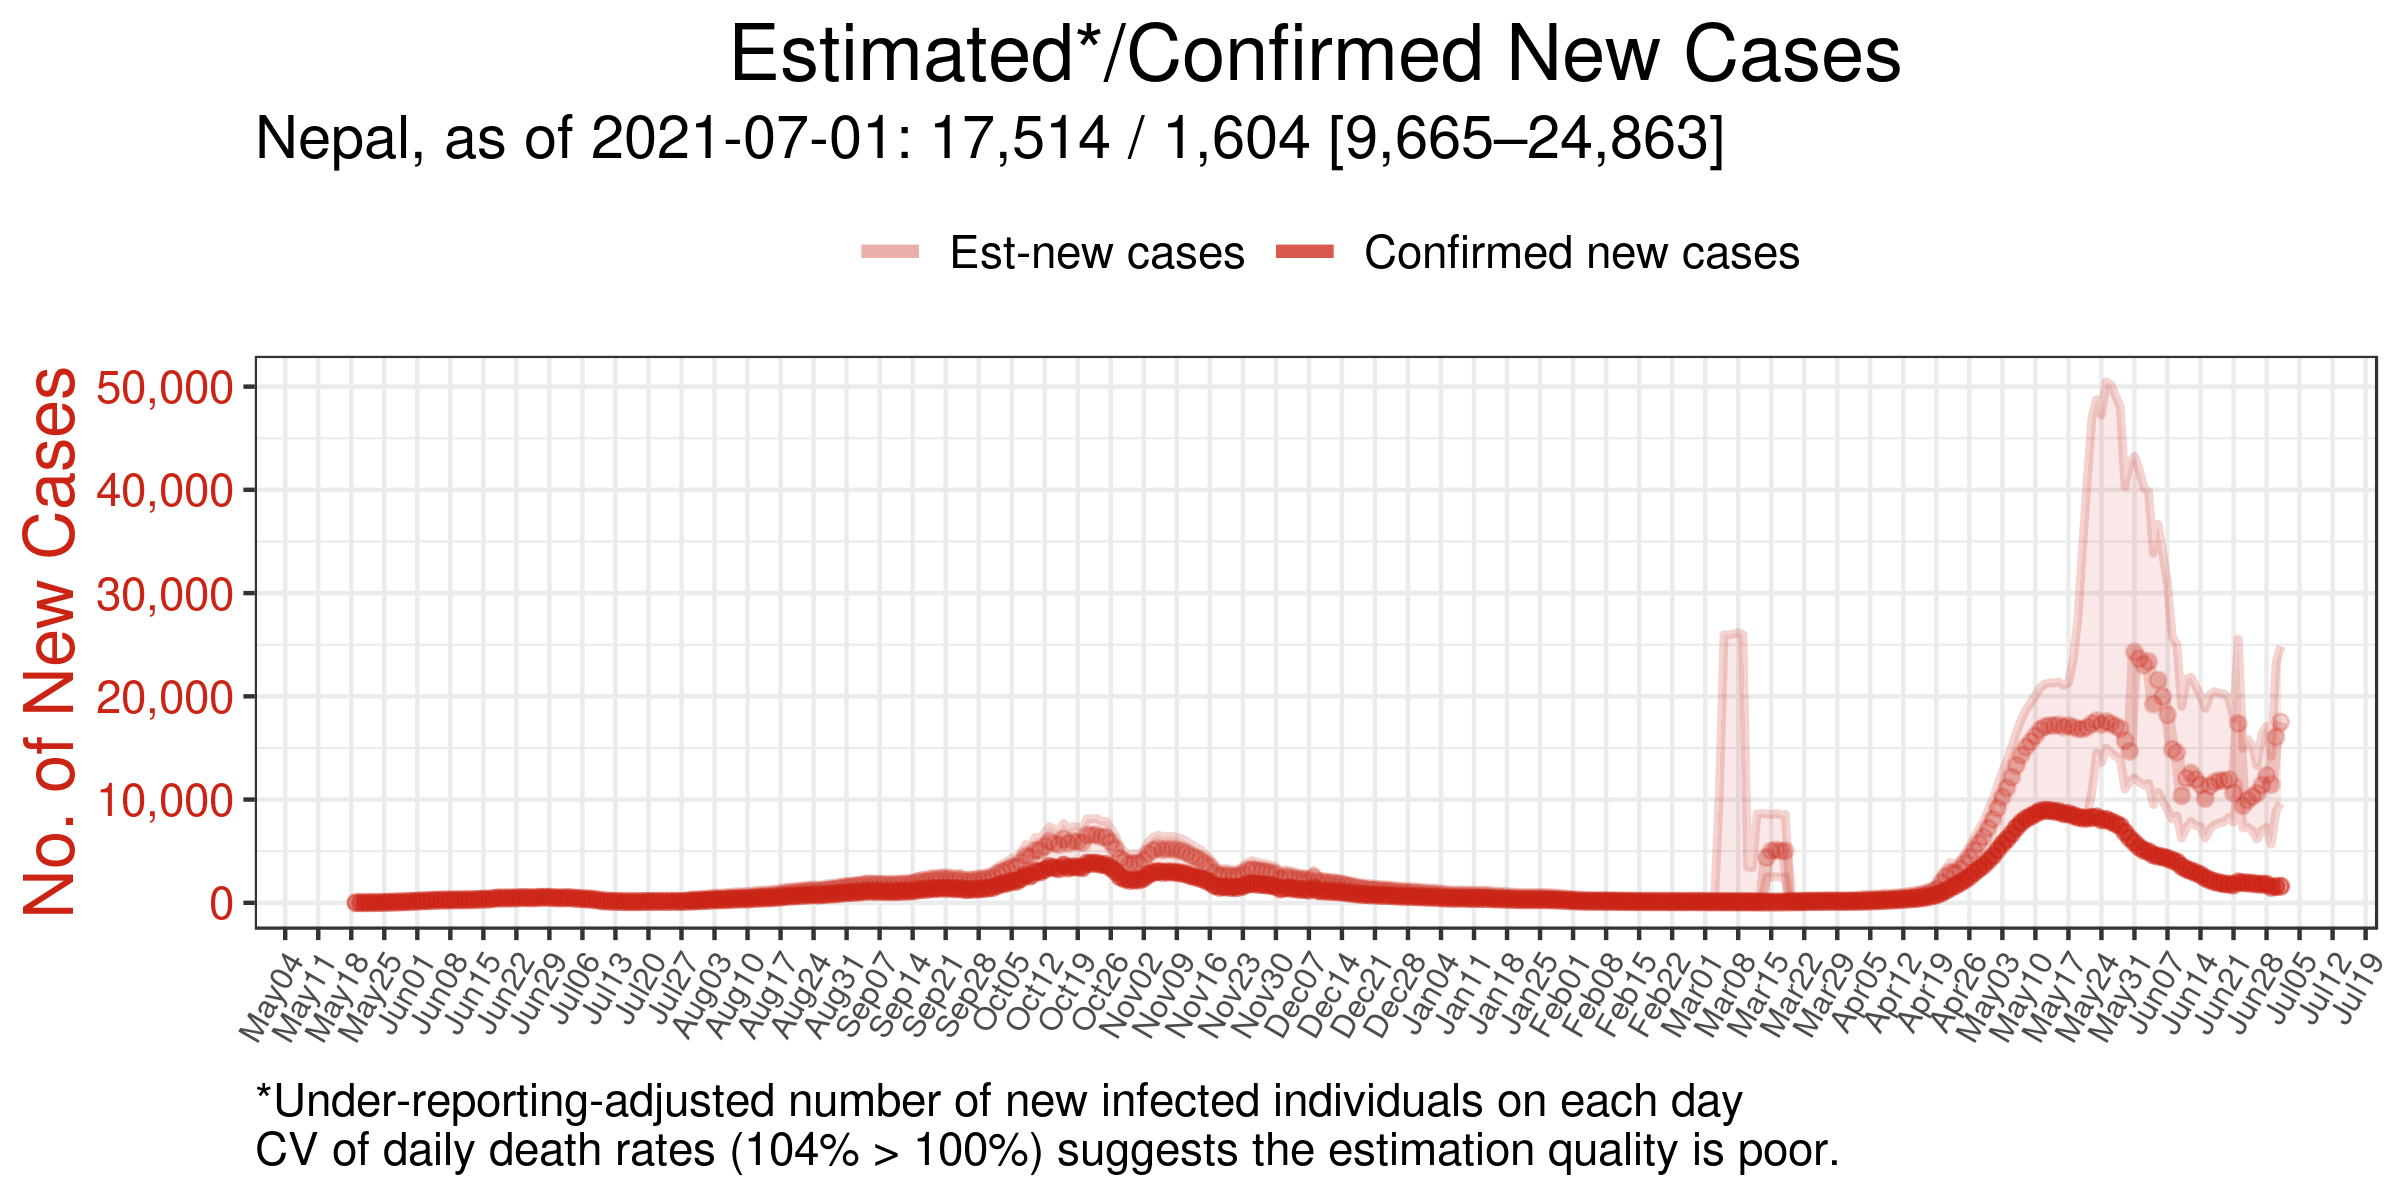 Estimated*/Confirmed New Cases
Nepal, as of 2021-07-01: 17,514 / 1,604 [9,665–24,863]
Est-new cases
Confirmed new cases
No. of New Cases
50,000
40,000
30,000
20,000
10,000
0
May04
May11
May18
May25
Jun01
Jun08
Jun15
Jun22
Jun29
Jul06
Jul13
Jul20
Jul27
Aug03
Aug10
Aug17
Aug24
Aug31
Sep07
Sep14
Sep21
Sep28
Oct05
Oct12
Oct19
Oct26
Nov02
Nov09
Nov16
Nov23
Nov30
Dec07
Dec14
Dec21
Dec28
Jan04
Jan11
Jan18
Jan25
Feb01
Feb08
Feb15
Feb22
Mar01
Mar08
Mar15
Mar22
Mar29
Apr05
Apr12
Apr19
Apr26
May03
May10
May17
May24
May31
Jun07
Jun14
Jun21
Jun28
Jul05
Jul12
Jul19
*Under-reporting-adjusted number of new infected individuals on each day
CV of daily death rates (104% > 100%) suggests the estimation quality is poor.